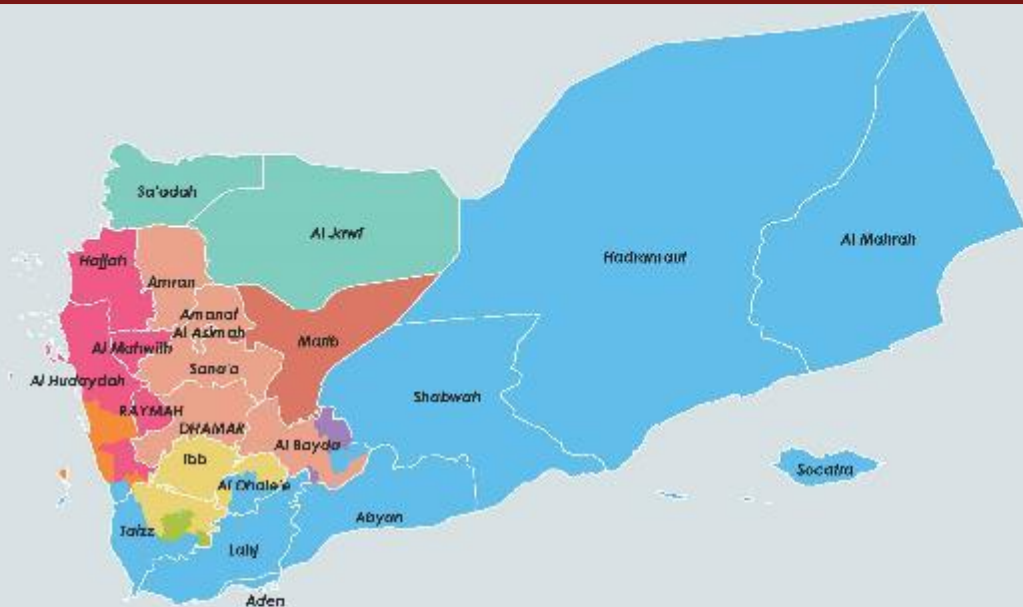 Sa'adah
Al Jawf
Hajjah
Amran
Al Mahrah
Hadramaut
Amanat
Al Asimah
Marib
Al Mahwith
Sana'a
Al Hudaydah
Shabwah
RAYMAH
DHAMAR
Al Bayda
Ibb
Socatra
Al Dhale'e
Abyan
Taizz
Lahj
Aden